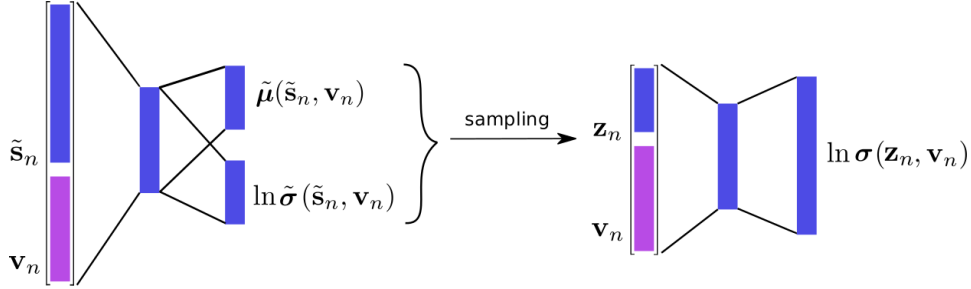 s̃ₙ
vₙ
μ̃(s̃ₙ, vₙ)
ln σ̃(s̃ₙ, vₙ)
sampling
zₙ
vₙ
ln σ(zₙ, vₙ)